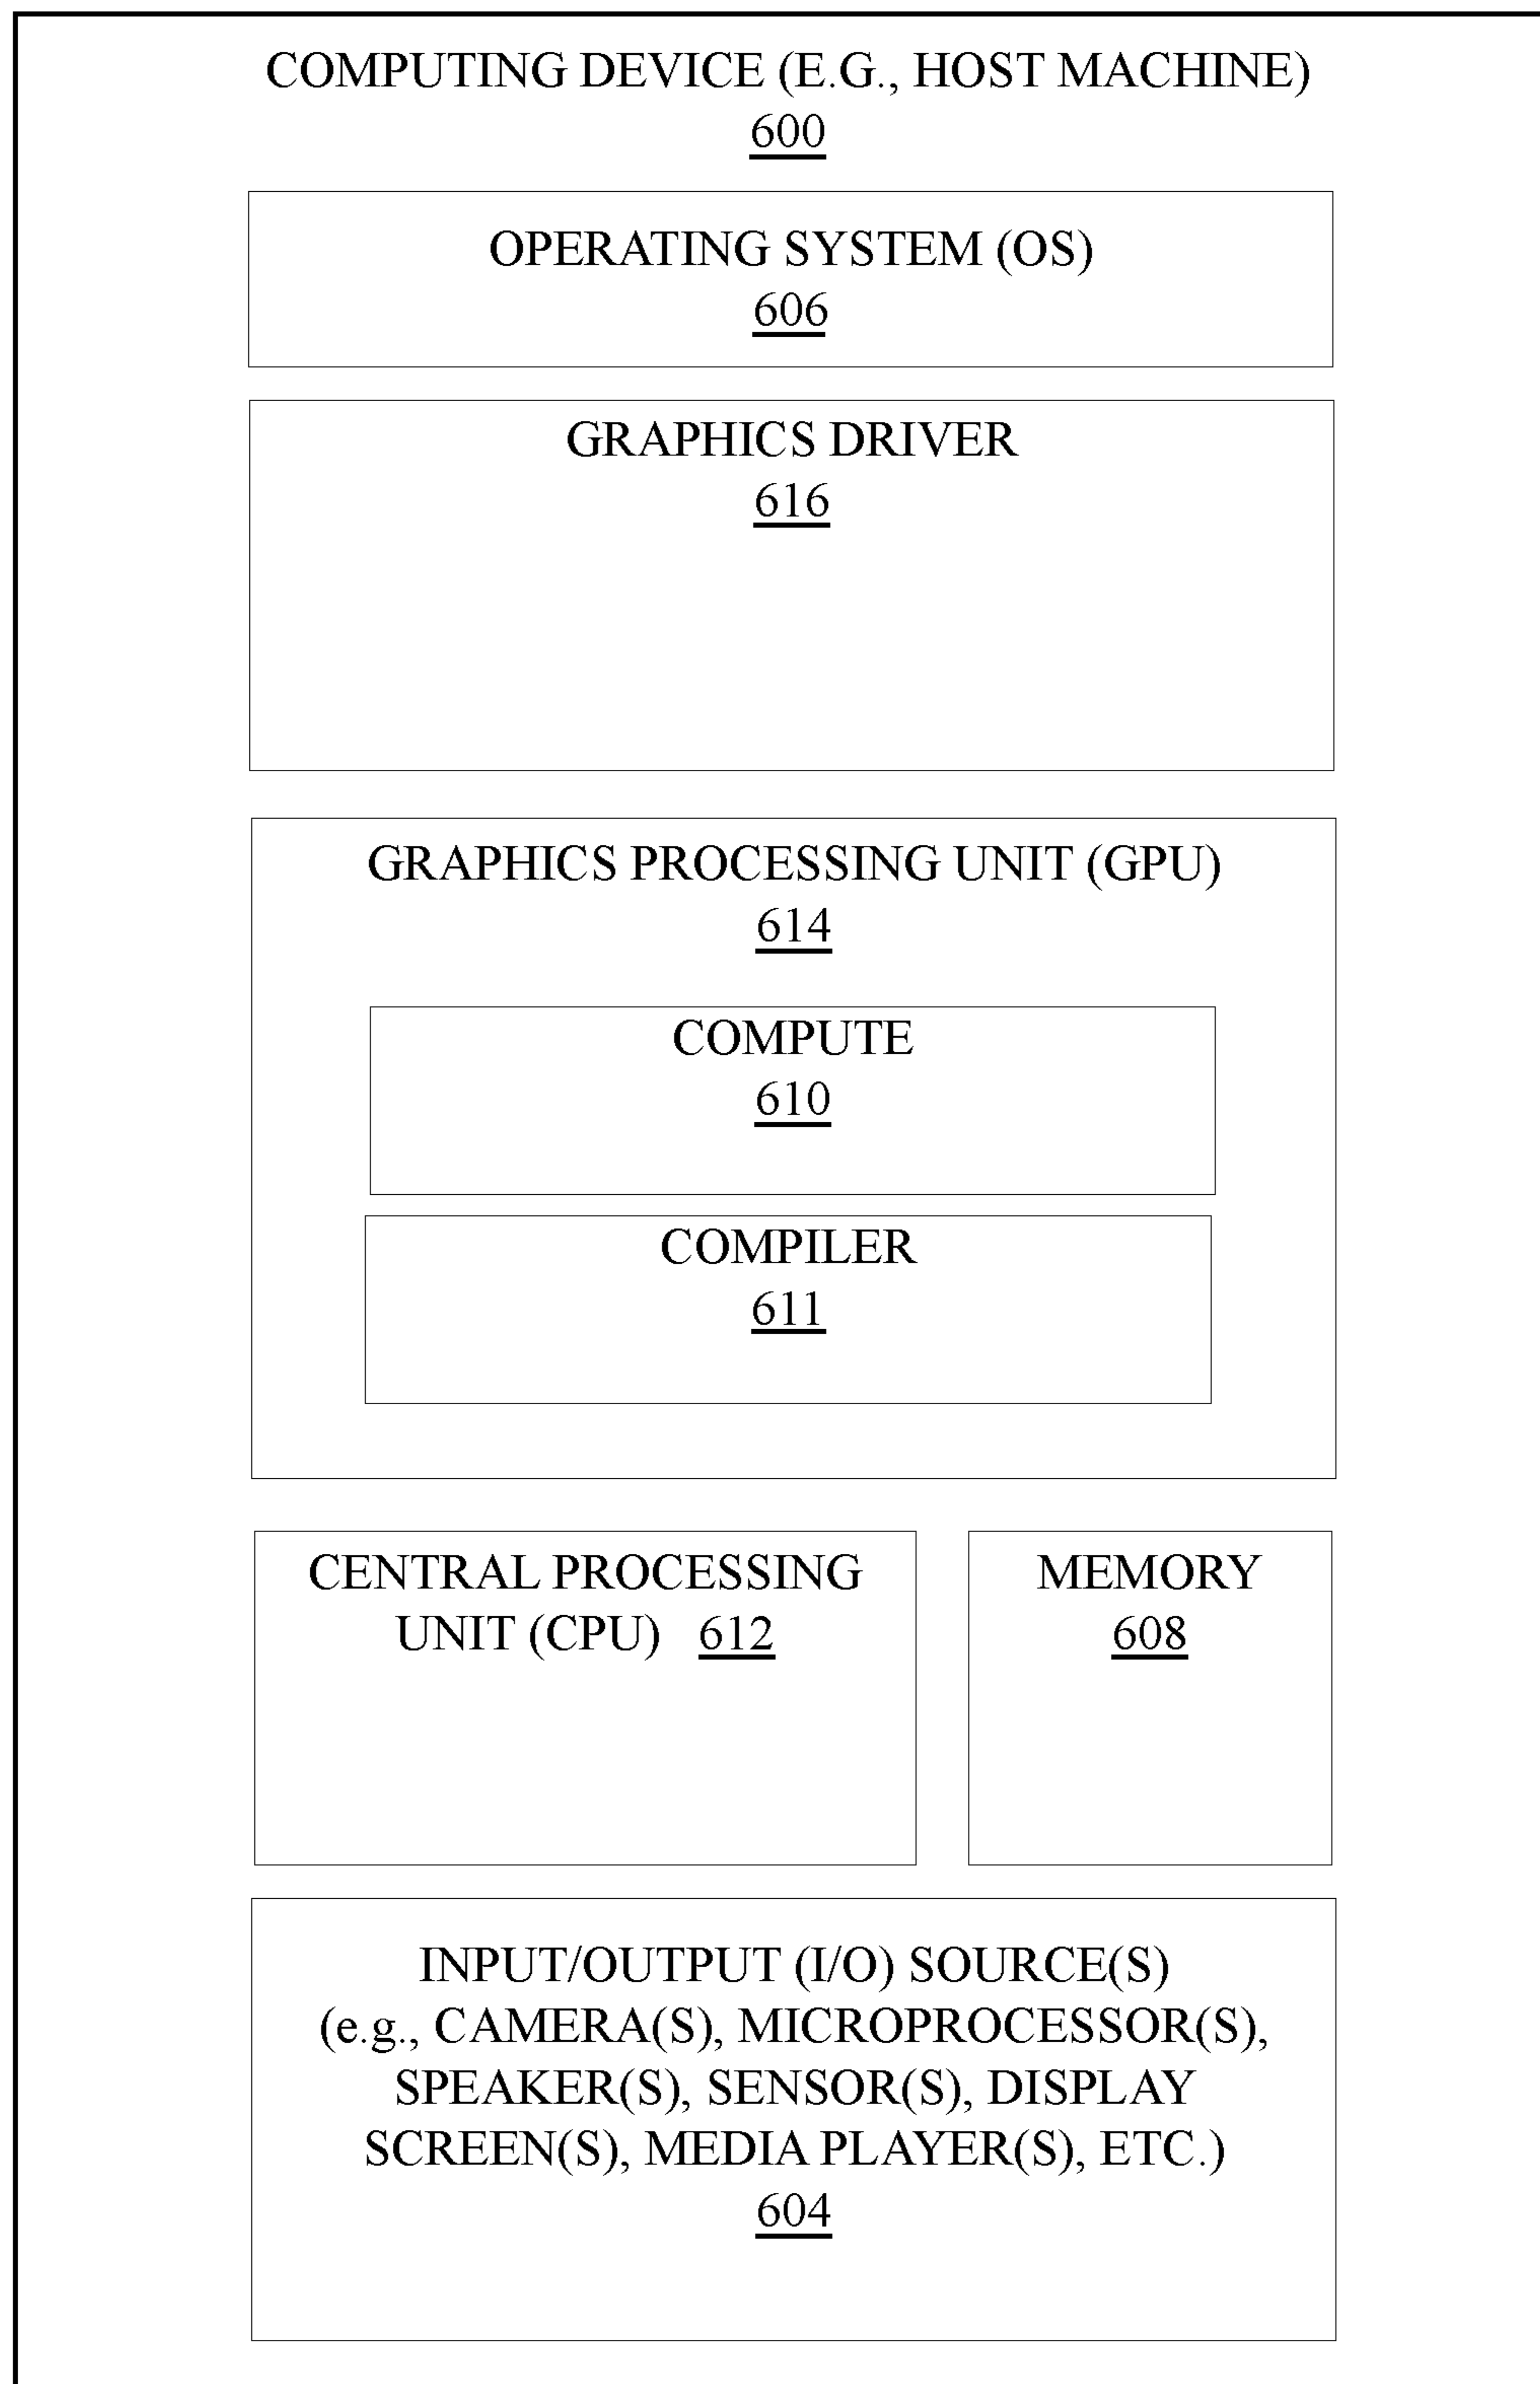 COMPUTING DEVICE (E.G., HOST MACHINE)
600
OPERATING SYSTEM (OS)
606
GRAPHICS DRIVER
616
GRAPHICS PROCESSING UNIT (GPU)
614
COMPUTE
610
COMPILER
611
CENTRAL PROCESSING
UNIT (CPU) 612
MEMORY
608
INPUT/OUTPUT (I/O) SOURCE(S)
(e.g., CAMERA(S), MICROPROCESSOR(S),
SPEAKER(S), SENSOR(S), DISPLAY
SCREEN(S), MEDIA PLAYER(S), ETC.)
604